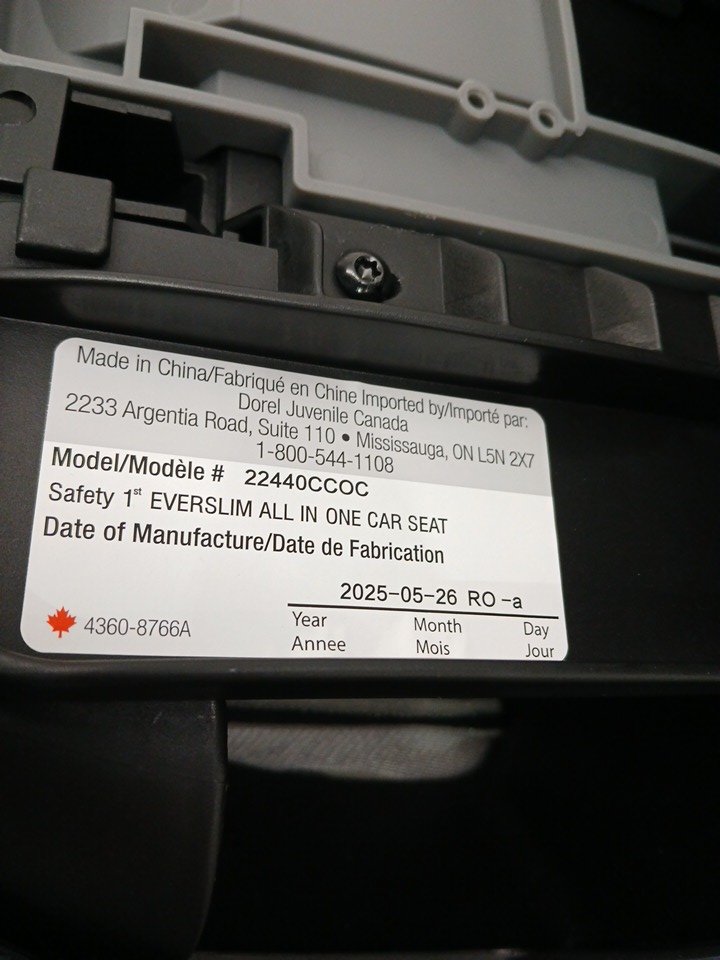 Made in China/Fabriqué en Chine Imported by/Importé par:
Dorel Juvenile Canada
2233 Argentia Road, Suite 110 • Mississauga, ON L5N 2X7
1-800-544-1108
Model/Modèle # 22440CCOC
Safety 1st EVERSLIM ALL IN ONE CAR SEAT
Date of Manufacture/Date de Fabrication
2025-05-26 RO -a
Year Month Day
Annee Mois Jour
4360-8766A